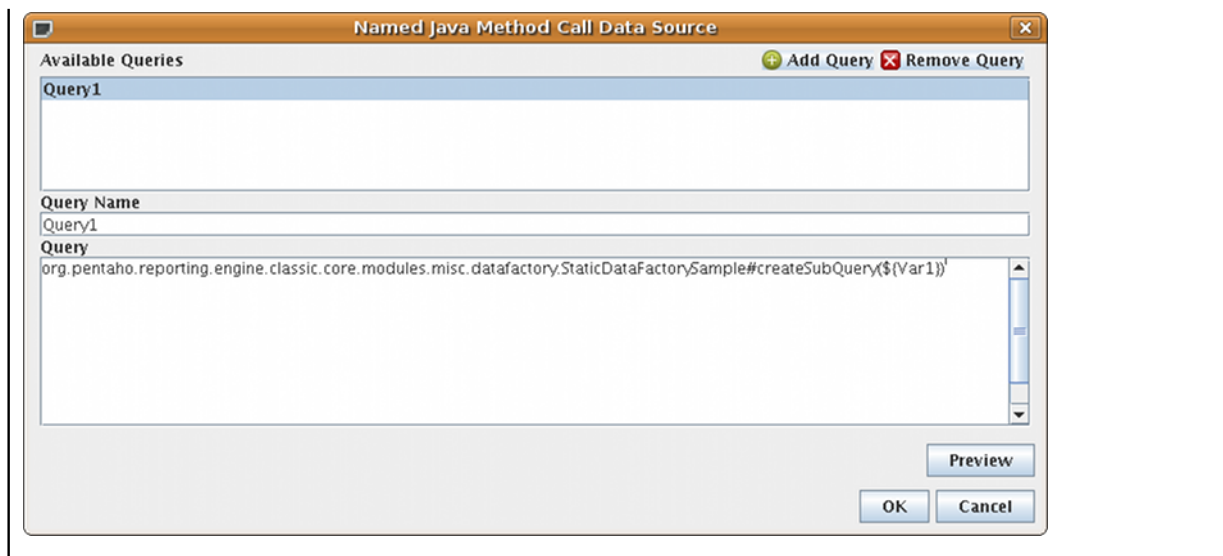 Named Java Method Call Data Source
Available Queries Add Query Remove Query
Query1
Query Name
Query1
Query
org.pentaho.reporting.engine.classic.core.modules.misc.datafactory.StaticDataFactorySample#createSubQuery(${Var1})'
Preview
OK Cancel